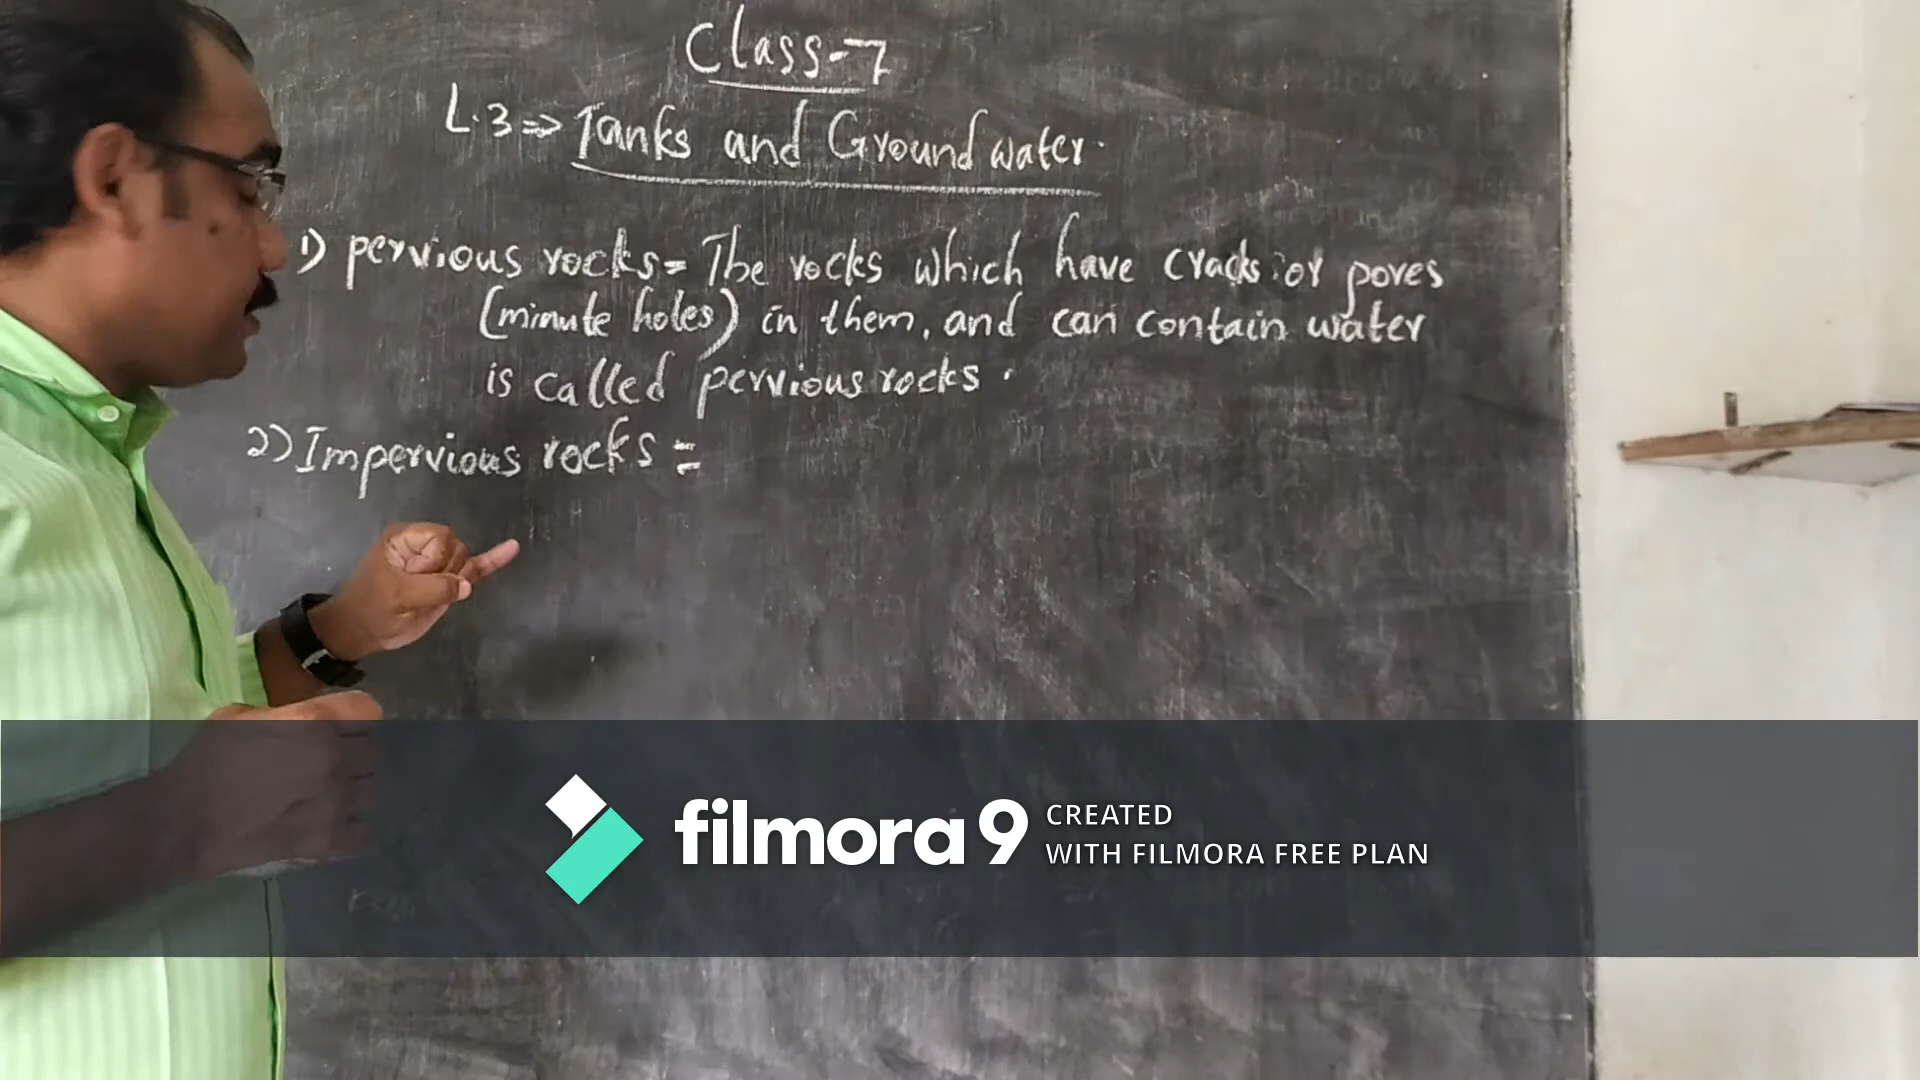 Class-7
L.3⇒ Tanks and Ground water.
1) pervious rocks = The rocks which have cracks or pores
(minute holes) in them, and can contain water
is called pervious rocks.
2) Impervious rocks =
filmora 9 CREATED
WITH FILMORA FREE PLAN